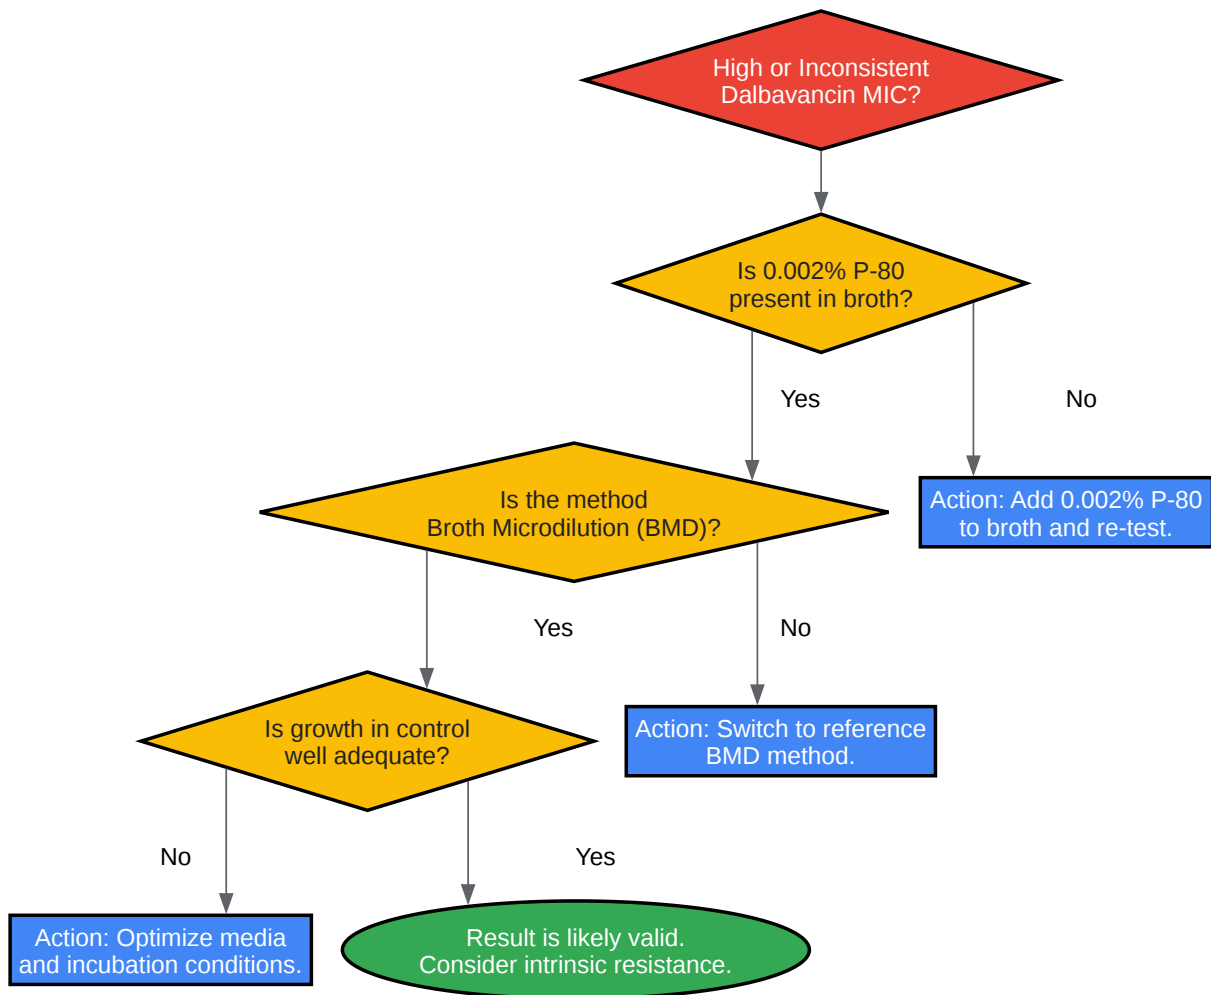 High or Inconsistent
Dalbavancin MIC?
Is 0.002% P-80
present in broth?
Yes
No
Is the method
Broth Microdilution (BMD)?
Action: Add 0.002% P-80
to broth and re-test.
Yes
No
Is growth in control
well adequate?
Action: Switch to reference
BMD method.
No
Yes
Action: Optimize media
and incubation conditions.
Result is likely valid.
Consider intrinsic resistance.